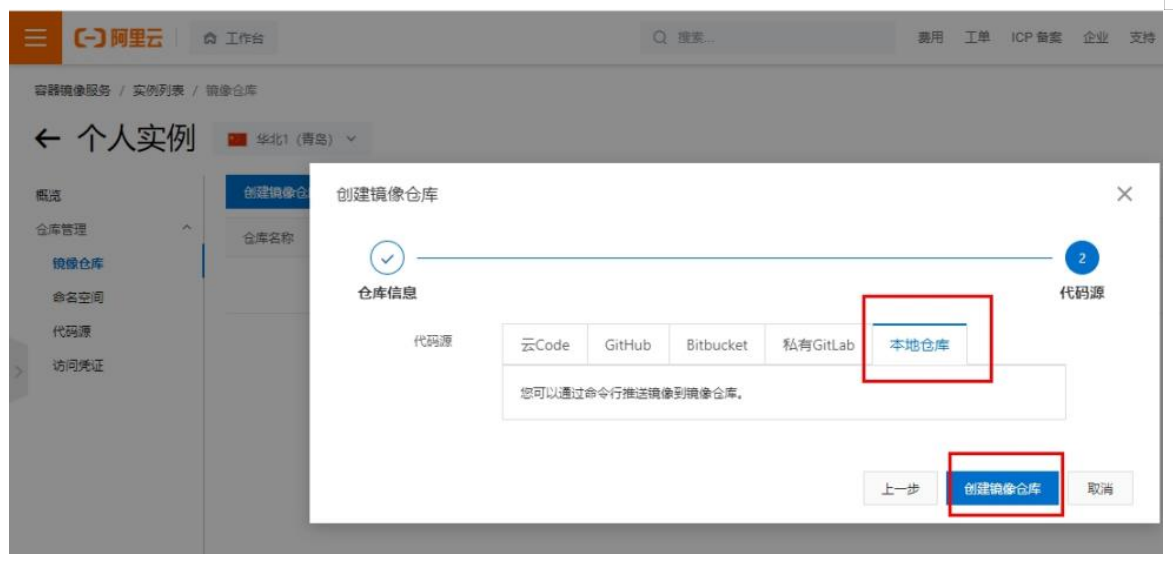 阿里云 工作台 搜索... 费用 工单 ICP 备案 企业 支持
容器镜像服务 / 实例列表 / 镜像仓库
← 个人实例 华北1（青岛）
概览
仓库管理
镜像仓库
命名空间
代码源
访问凭证
创建镜像仓
仓库名称
创建镜像仓库
2
仓库信息 代码源
代码源 云Code GitHub Bitbucket 私有GitLab 本地仓库
您可以通过命令行推送镜像到镜像仓库。
上一步 创建镜像仓库 取消